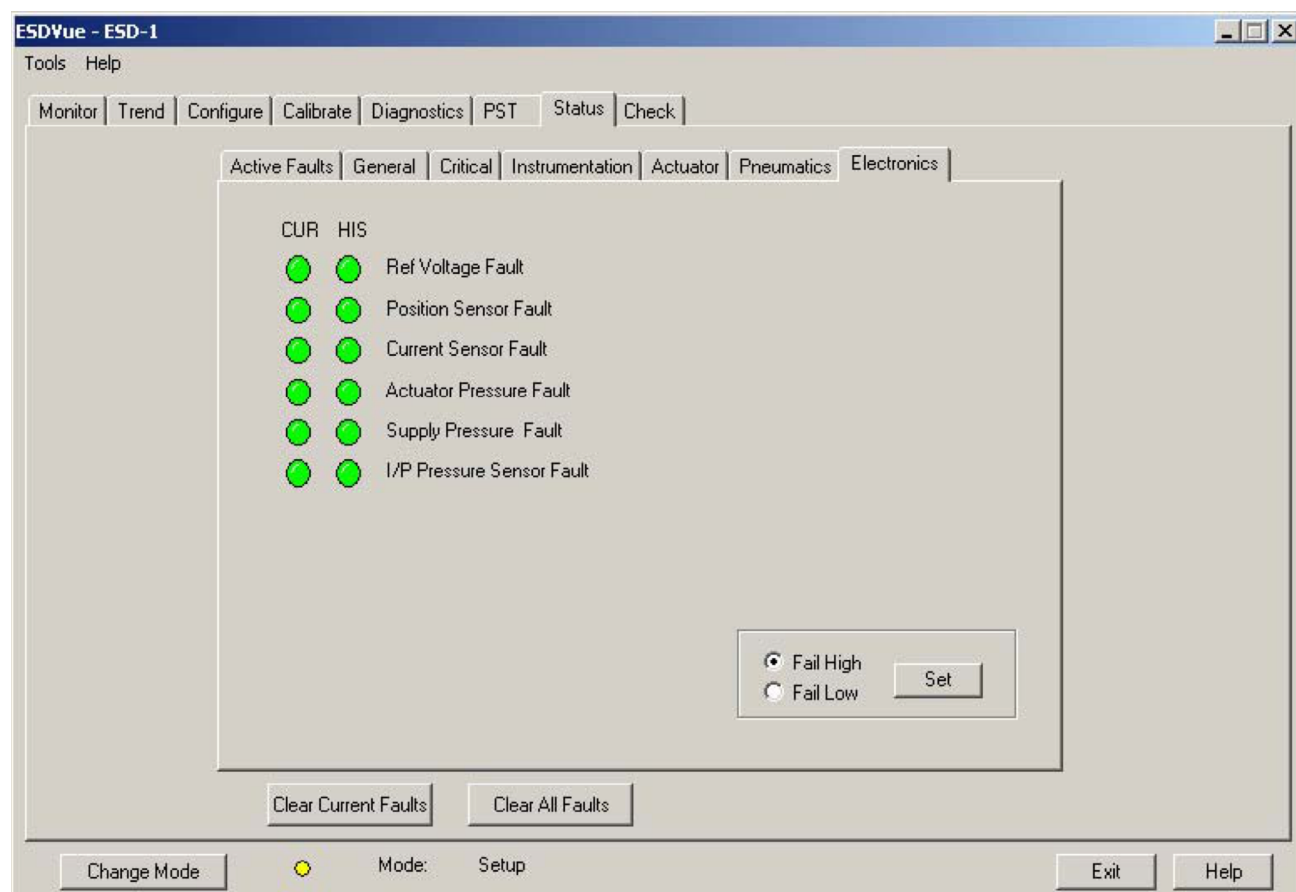 ESDVue - ESD-1
Tools Help
Monitor Trend Configure Calibrate Diagnostics PST Status Check
Active Faults General Critical Instrumentation Actuator Pneumatics Electronics
CUR HIS
Ref Voltage Fault
Position Sensor Fault
Current Sensor Fault
Actuator Pressure Fault
Supply Pressure Fault
I/P Pressure Sensor Fault
Fail High
Fail Low
Set
Clear Current Faults Clear All Faults
Change Mode Mode: Setup Exit Help